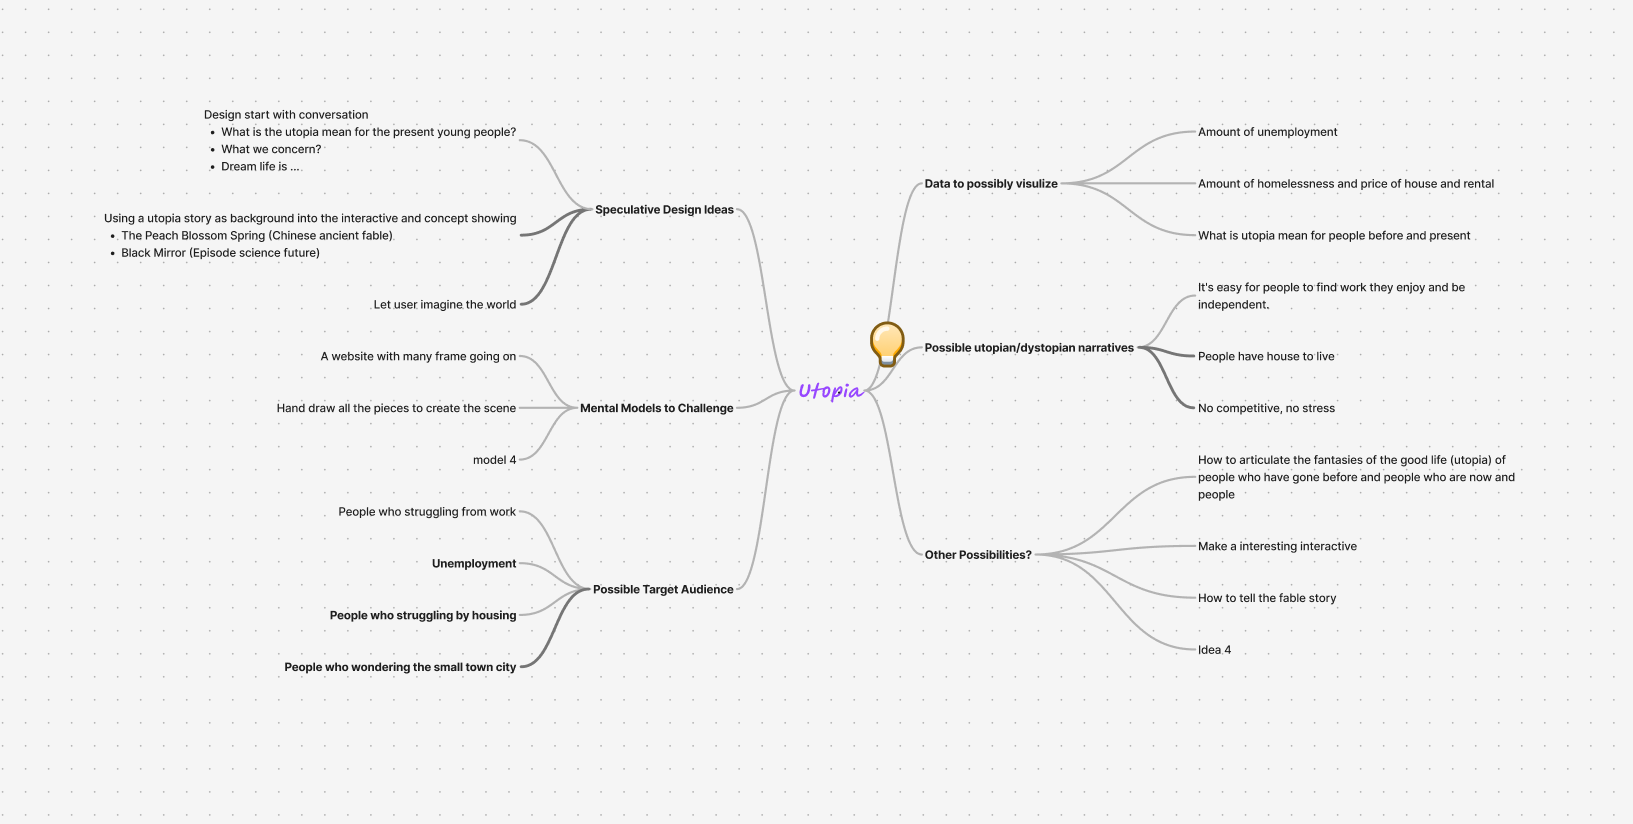 Design start with conversation
• What is the utopia mean for the present young people?
• What we concern?
• Dream life is ...
Using a utopia story as background into the interactive and concept showing
• The Peach Blossom Spring (Chinese ancient fable)
• Black Mirror (Episode science future)
Let user imagine the world
Speculative Design Ideas
A website with many frame going on
Hand draw all the pieces to create the scene
model 4
Mental Models to Challenge
People who struggling from work
Unemployment
People who struggling by housing
People who wondering the small town city
Possible Target Audience
Utopia
Data to possibly visulize
Amount of unemployment
Amount of homelessness and price of house and rental
What is utopia mean for people before and present
Possible utopian/dystopian narratives
It's easy for people to find work they enjoy and be
independent.
People have house to live
No competitive, no stress
Other Possibilities?
How to articulate the fantasies of the good life (utopia) of
people who have gone before and people who are now and
people
Make a interesting interactive
How to tell the fable story
Idea 4